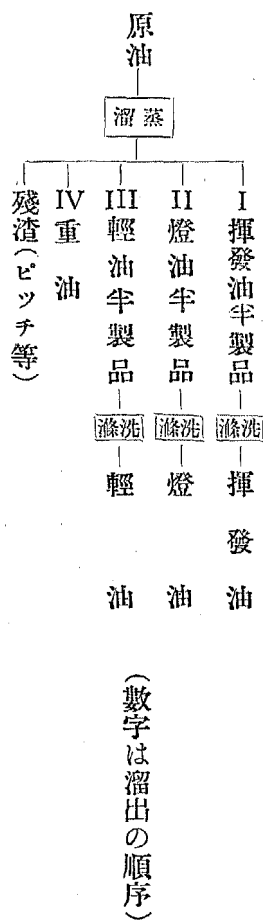 原油
蒸溜
I 揮發油半製品
洗滌
揮發油
II 燈油半製品
洗滌
燈油
III 輕油半製品
洗滌
輕油
IV 重油
殘渣(ピッチ等)
(數字は溜出の順序)